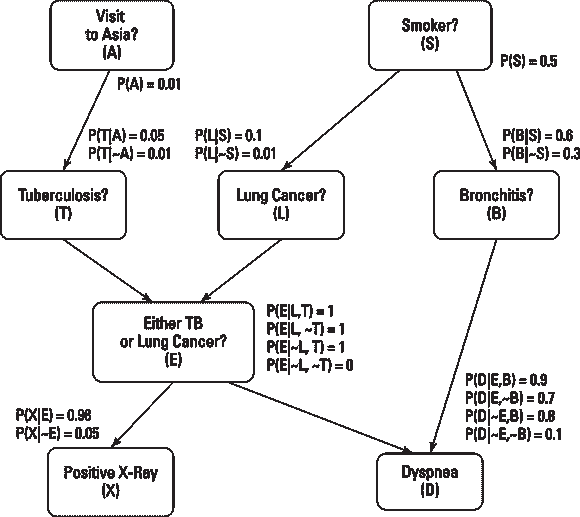 Visit
to Asia?
(A)
Smoker?
(S)
P(S) = 0.5
P(A) = 0.01
P(T|A) = 0.05
P(T|~A) = 0.01
P(L|S) = 0.1
P(L|~S) = 0.01
P(B|S) = 0.6
P(B|~S) = 0.3
Tuberculosis?
(T)
Lung Cancer?
(L)
Bronchitis?
(B)
Either TB
or Lung Cancer?
(E)
P(E|L,T) = 1
P(E|L, ~T) = 1
P(E|~L, T) = 1
P(E|~L, ~T) = 0
P(X|E) = 0.98
P(X|~E) = 0.05
P(D|E,B) = 0.9
P(D|E,~B) = 0.7
P(D|~E,B) = 0.8
P(D|~E,~B) = 0.1
Positive X-Ray
(X)
Dyspnea
(D)